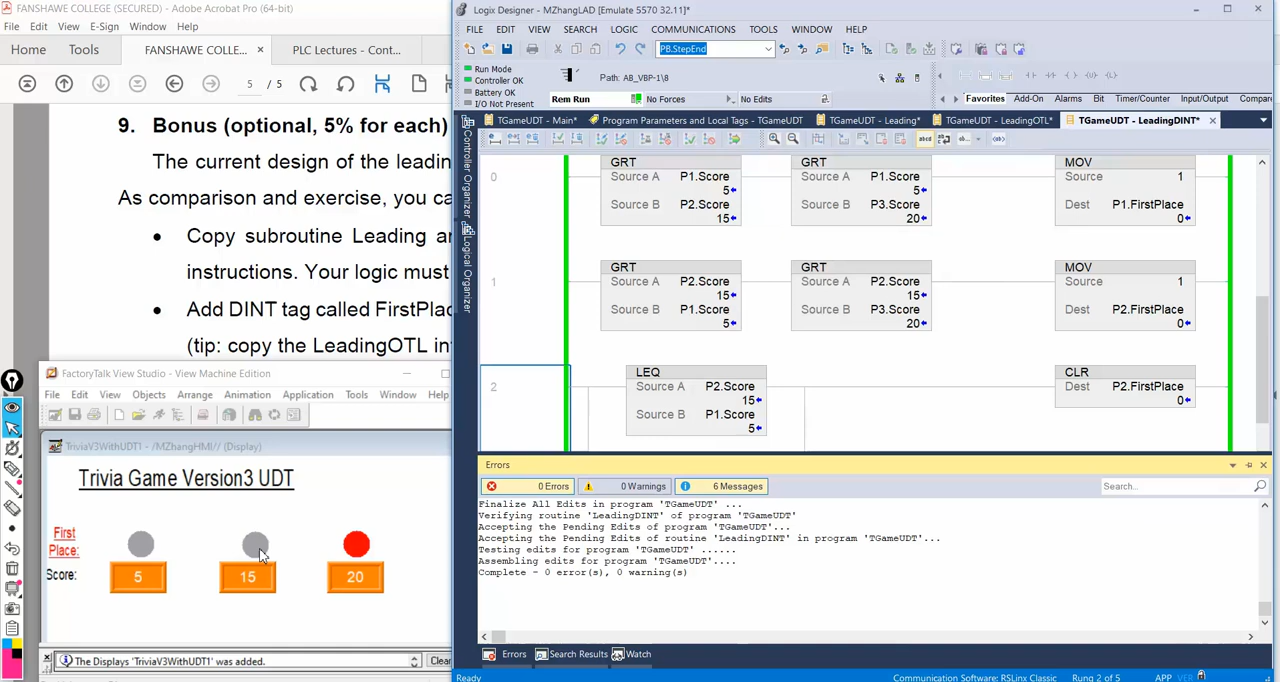 FANSHAWE COLLEGE (SECURED) - Adobe Acrobat Pro (64-bit)
File Edit View E-Sign Window Help
Home Tools FANSHAWE COLLE... × PLC Lectures - Cont...
5 / 5
9. Bonus (optional, 5% for each)
The current design of the leadin
As comparison and exercise, you ca
• Copy subroutine Leading an
instructions. Your logic must
• Add DINT tag called FirstPlac
(tip: copy the LeadingOTL int
FactoryTalk View Studio - View Machine Edition
File Edit View Objects Arrange Animation Application Tools Window Help
TriviaV3WithUDT1 - /MZhangHMI// (Display)
Trivia Game Version3 UDT
First
Place:
Score: 5 15 20
The Displays 'TriviaV3WithUDT1' was added. Clear
Logix Designer - MZhangLAD [Emulate 5570 32.11]*
FILE EDIT VIEW SEARCH LOGIC COMMUNICATIONS TOOLS WINDOW HELP
PB.StepEnd
Run Mode
Controller OK
Battery OK
I/O Not Present
Path: AB_VBP-1\8
Rem Run No Forces No Edits
Favorites Add-On Alarms Bit Timer/Counter Input/Output Compare
TGameUDT - Main* Program Parameters and Local Tags - TGameUDT TGameUDT - Leading* TGameUDT - LeadingOTL* TGameUDT - LeadingDINT* ×
Controller Organizer
Logical Organizer
0
GRT
Source A P1.Score
5
Source B P2.Score
15
GRT
Source A P1.Score
5
Source B P3.Score
20
MOV
Source 1
Dest P1.FirstPlace
0
1
GRT
Source A P2.Score
15
Source B P1.Score
5
GRT
Source A P2.Score
15
Source B P3.Score
20
MOV
Source 1
Dest P2.FirstPlace
0
2
LEQ
Source A P2.Score
15
Source B P1.Score
5
CLR
Dest P2.FirstPlace
0
Errors
0 Errors 0 Warnings 6 Messages Search...
Finalize All Edits in program 'TGameUDT' ...
Verifying routine 'LeadingDINT' of program 'TGameUDT'
Accepting the Pending Edits of program 'TGameUDT'...
Accepting the Pending Edits of routine 'LeadingDINT' in program 'TGameUDT'...
Testing edits for program 'TGameUDT' ......
Assembling edits for program 'TGameUDT'....
Complete - 0 error(s), 0 warning(s)
Errors Search Results Watch
Ready Communication Software: RSLinx Classic Rung 2 of 5 APP VER